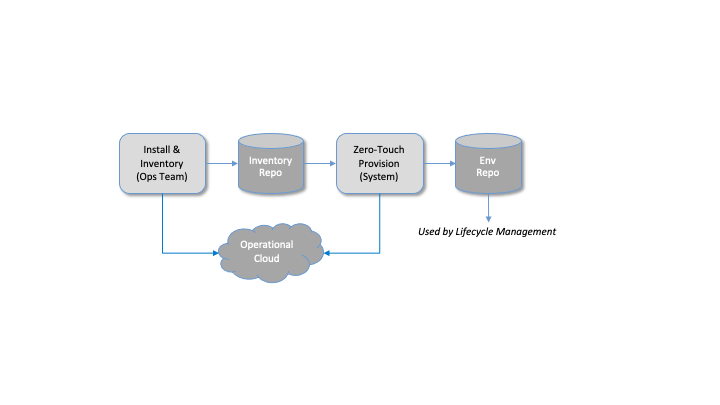 Install &
Inventory
(Ops Team)
Inventory
Repo
Zero-Touch
Provision
(System)
Env
Repo
Used by Lifecycle Management
Operational
Cloud